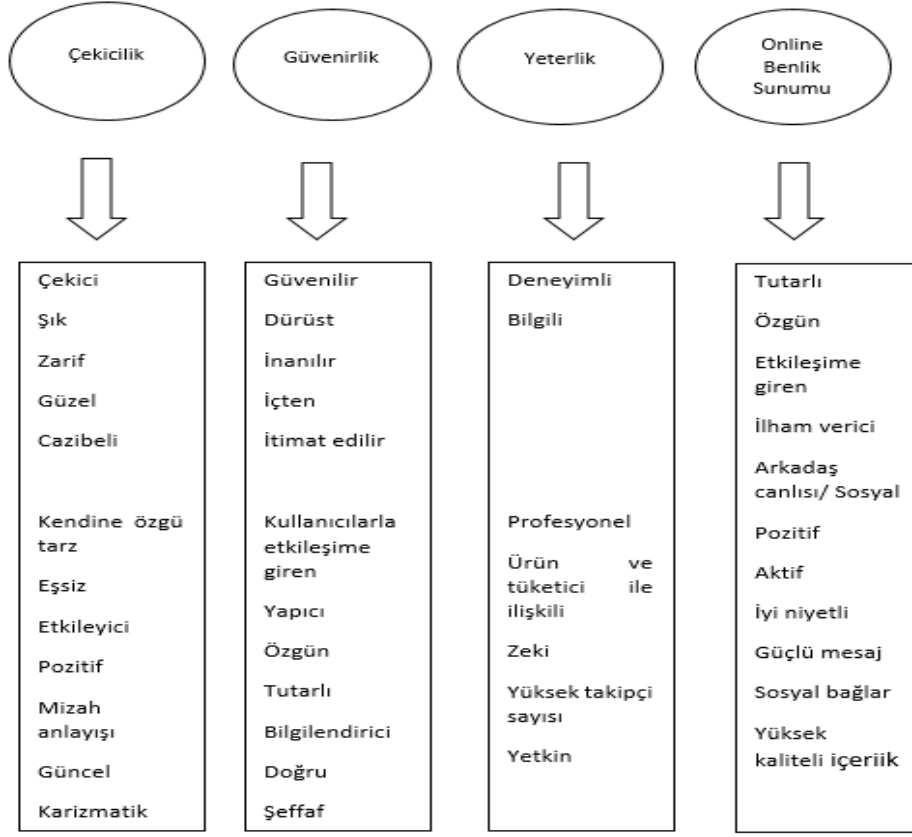 Çekicilik
Güvenirlik
Yeterlik
Online
Benlik
Sunumu
Çekici
Şık
Zarif
Güzel
Cazibeli
Kendine özgü
tarz
Eşsiz
Etkileyici
Pozitif
Mizah
anlayışı
Güncel
Karizmatik
Güvenilir
Dürüst
İnanılır
İçten
İtimat edilir
Kullanıcılarla
etkileşime
giren
Yapıcı
Özgün
Tutarlı
Bilgilendirici
Doğru
Şeffaf
Deneyimli
Bilgili
Profesyonel
Ürün ve
tüketici ile
ilişkili
Zeki
Yüksek takipçi
sayısı
Yetkin
Tutarlı
Özgün
Etkileşime
giren
İlham verici
Arkadaş
canlısı/ Sosyal
Pozitif
Aktif
İyi niyetli
Güçlü mesaj
Sosyal bağlar
Yüksek
kaliteli içeriik